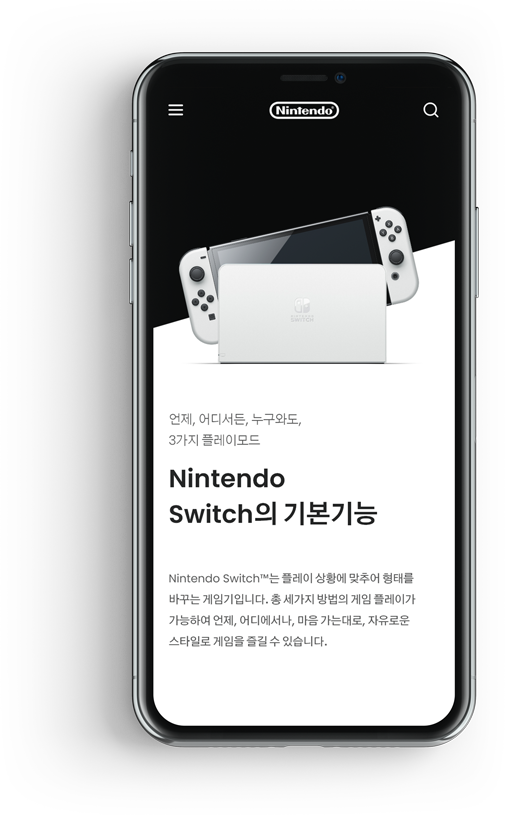 Nintendo
언제, 어디서든, 누구와도,
3가지 플레이모드
Nintendo
Switch의 기본기능
Nintendo Switch™는 플레이 상황에 맞추어 형태를
바꾸는 게임기입니다. 총 세가지 방법의 게임 플레이가
가능하여 언제, 어디에서나, 마음 가는대로, 자유로운
스타일로 게임을 즐길 수 있습니다.